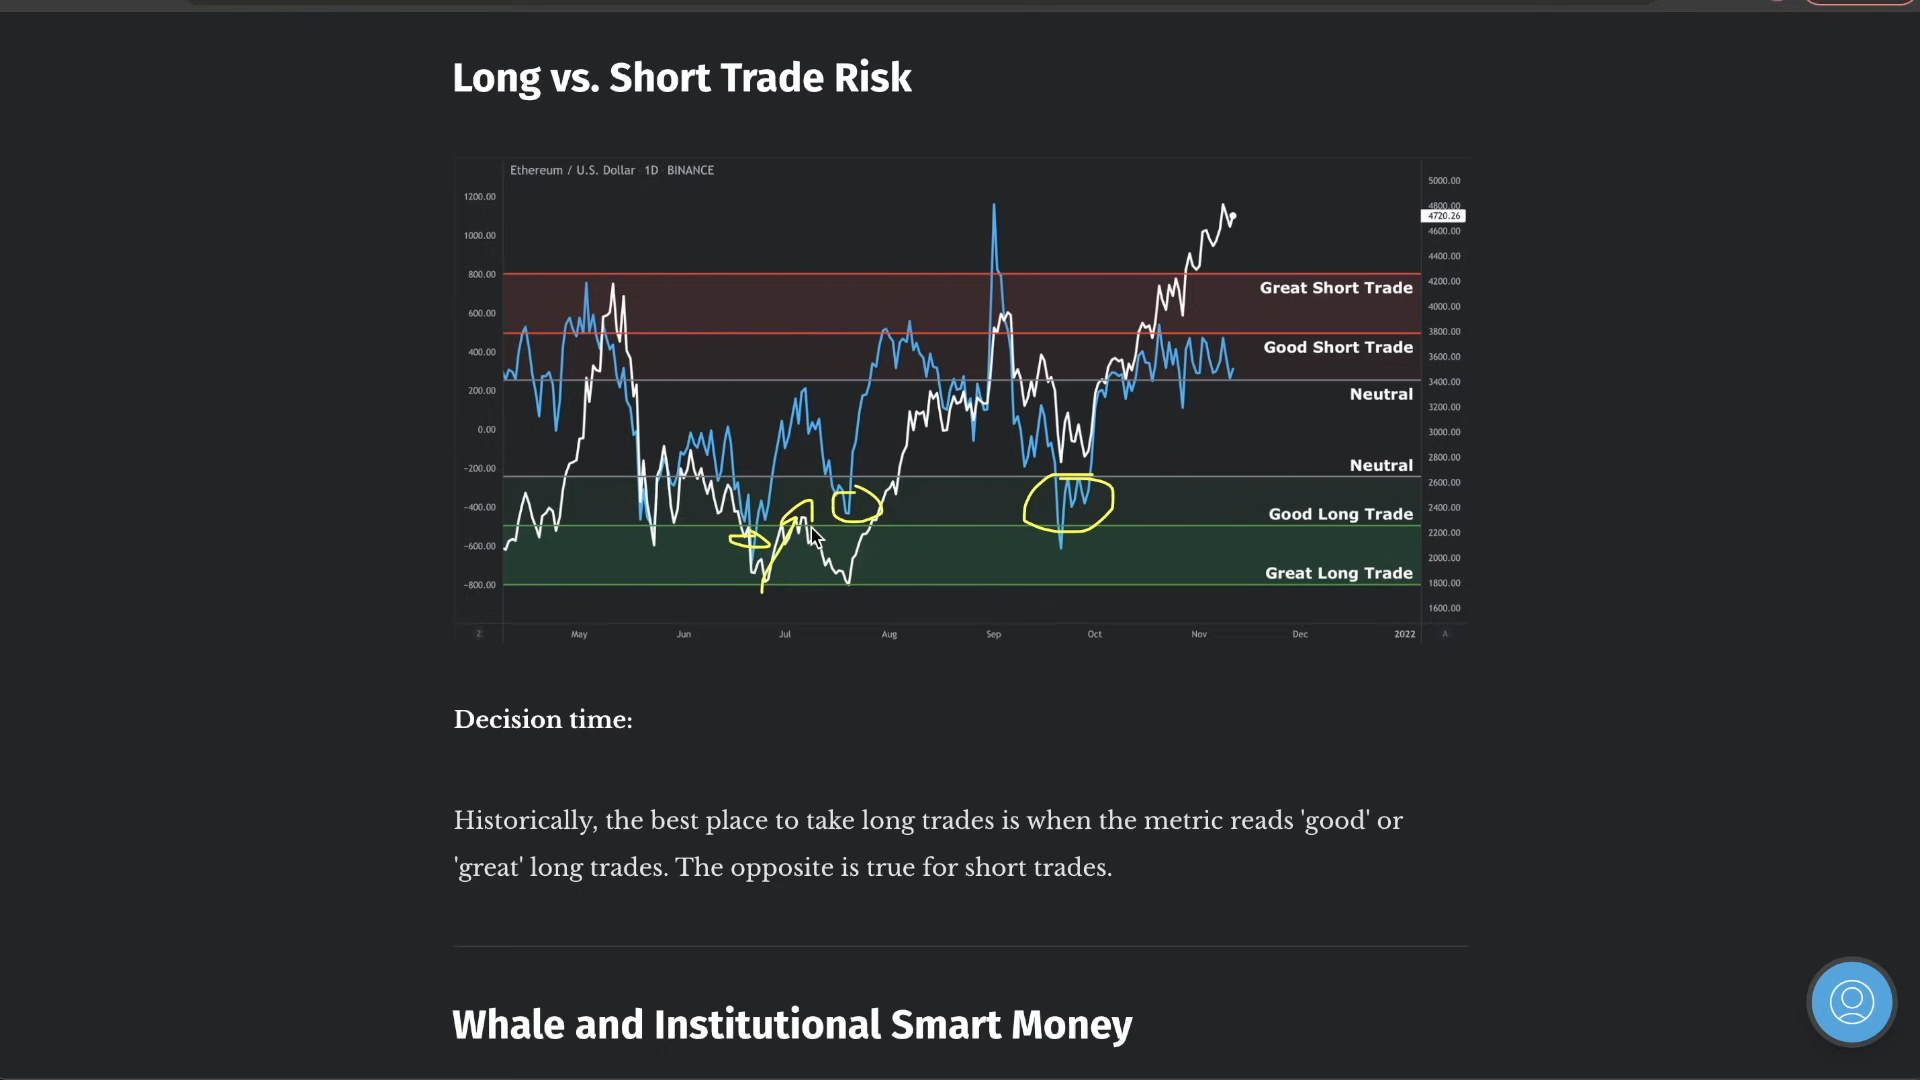 Long vs. Short Trade Risk
Ethereum / U.S. Dollar · 1D · BINANCE
1200.00
1000.00
800.00
600.00
400.00
200.00
0.00
−200.00
−400.00
−600.00
−800.00
5000.00
4800.00
4720.26
4600.00
4400.00
4200.00
4000.00
3800.00
3600.00
3400.00
3200.00
3000.00
2800.00
2600.00
2400.00
2200.00
2000.00
1800.00
1600.00
Great Short Trade
Good Short Trade
Neutral
Neutral
Good Long Trade
Great Long Trade
Z May Jun Jul Aug Sep Oct Nov Dec 2022 A
Decision time:
Historically, the best place to take long trades is when the metric reads 'good' or
'great' long trades. The opposite is true for short trades.
Whale and Institutional Smart Money